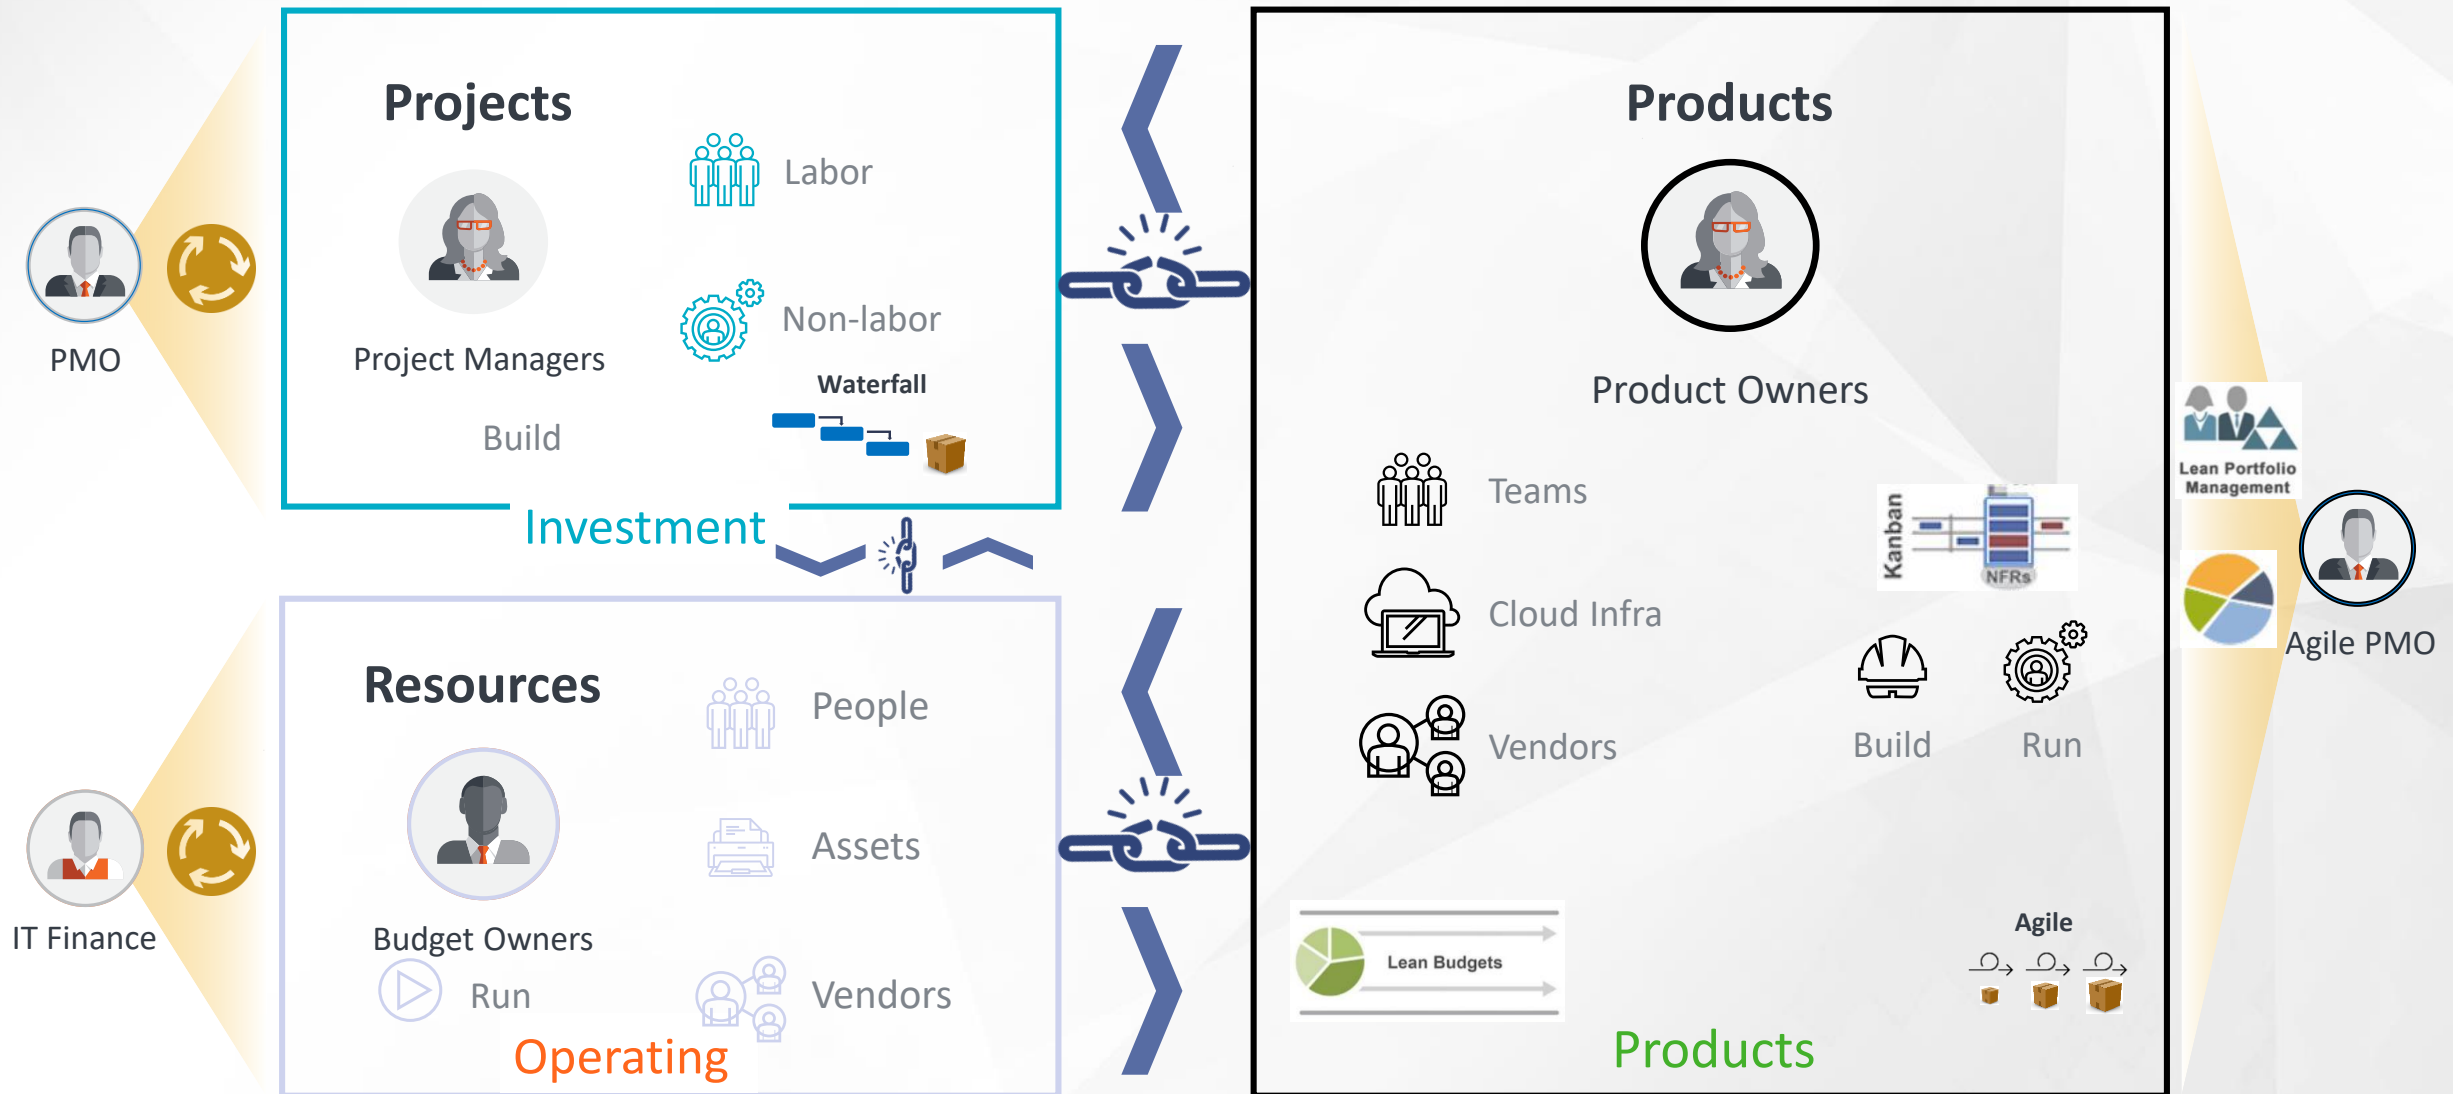 Projects
Labor
Non-labor
Project Managers
Waterfall
Build
Investment
PMO
Resources
People
Assets
Budget Owners
Run
Vendors
Operating
IT Finance
Products
Product Owners
Teams
Cloud Infra
Vendors
Kanban
NFRs
Build
Run
Lean Budgets
Agile
Products
Lean Portfolio
Management
Agile PMO